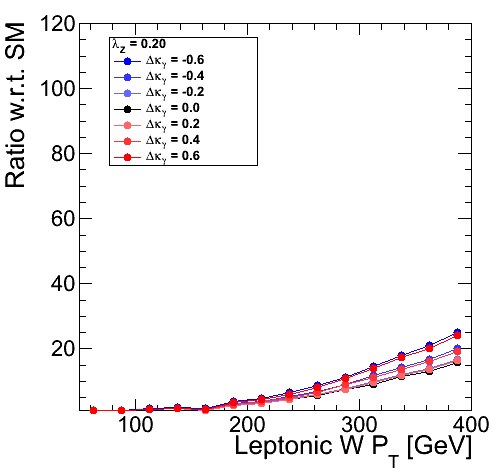 Ratio w.r.t. SM
120
100
80
60
40
20
λZ = 0.20
Δκγ = -0.6
Δκγ = -0.4
Δκγ = -0.2
Δκγ = 0.0
Δκγ = 0.2
Δκγ = 0.4
Δκγ = 0.6
100 200 300 400
Leptonic W PT [GeV]